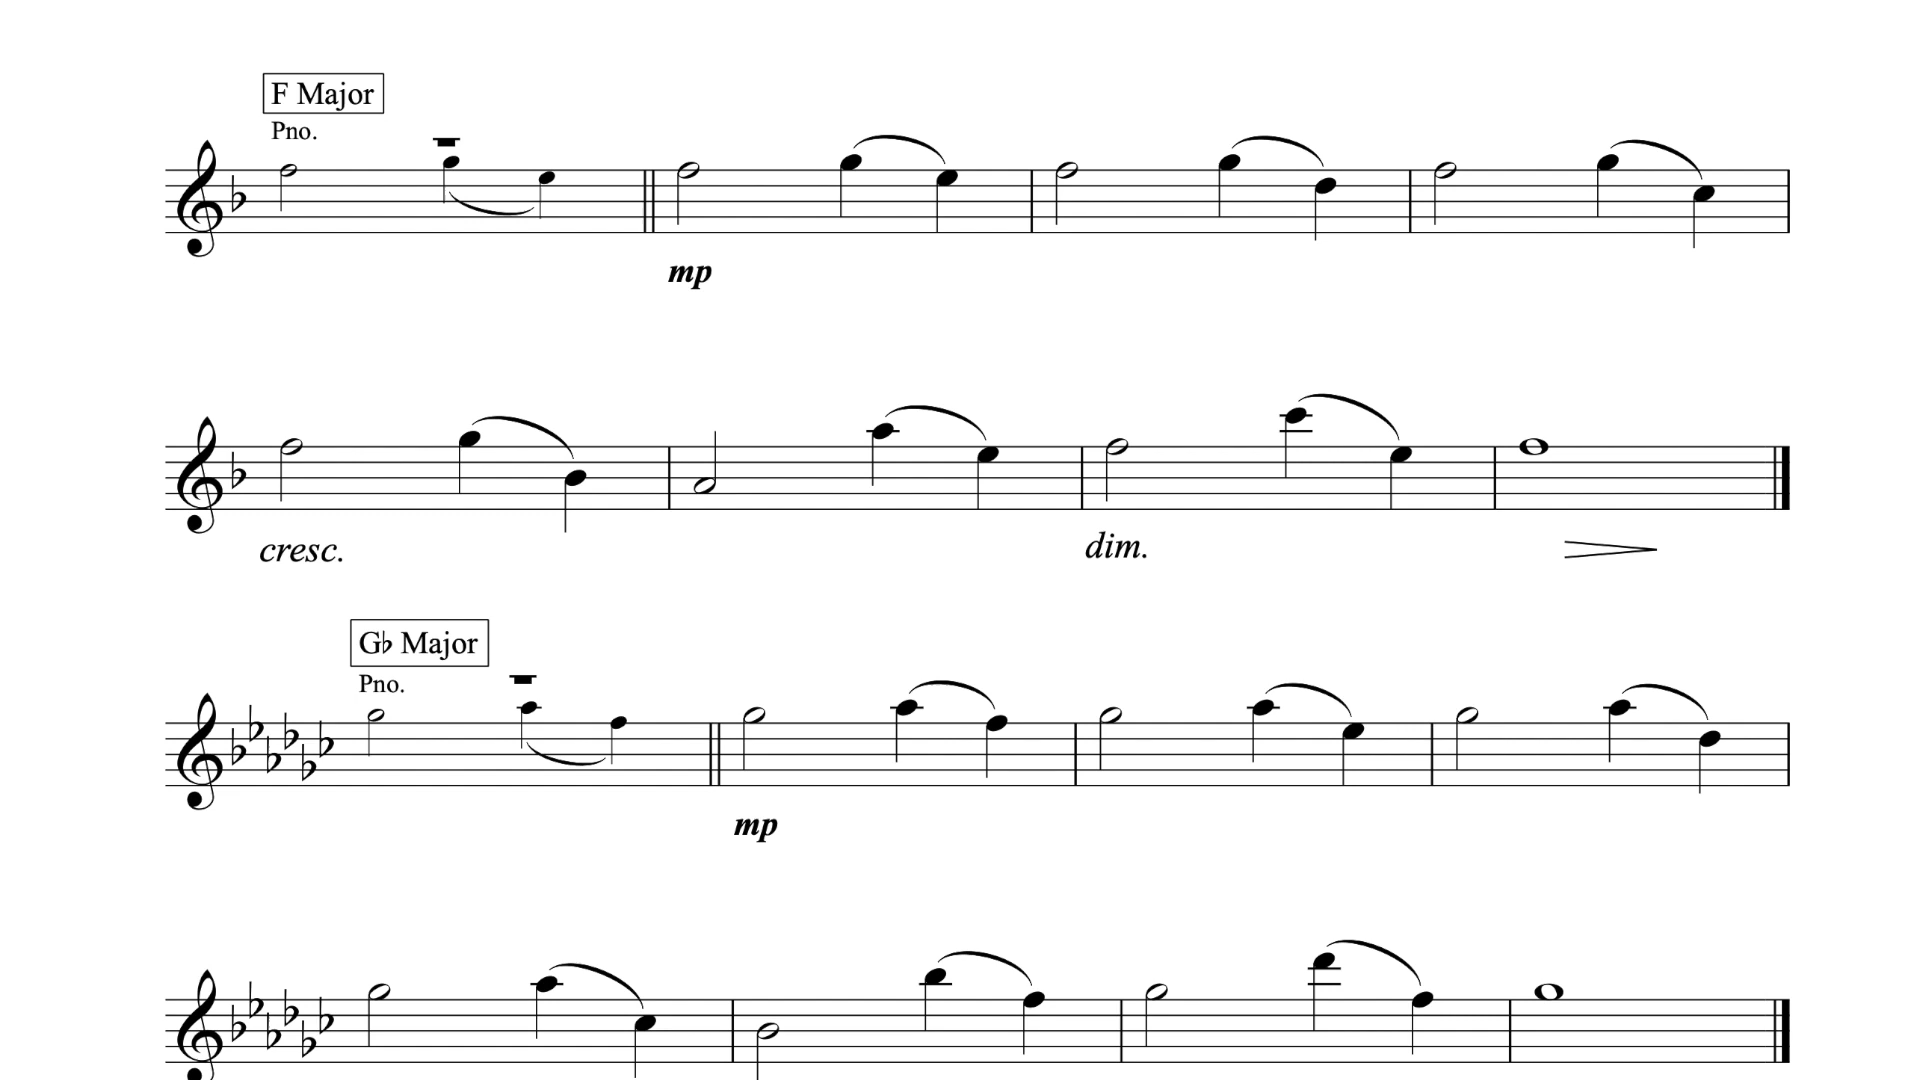 F Major
Pno.
mp
cresc.
dim.
G♭ Major
Pno.
mp